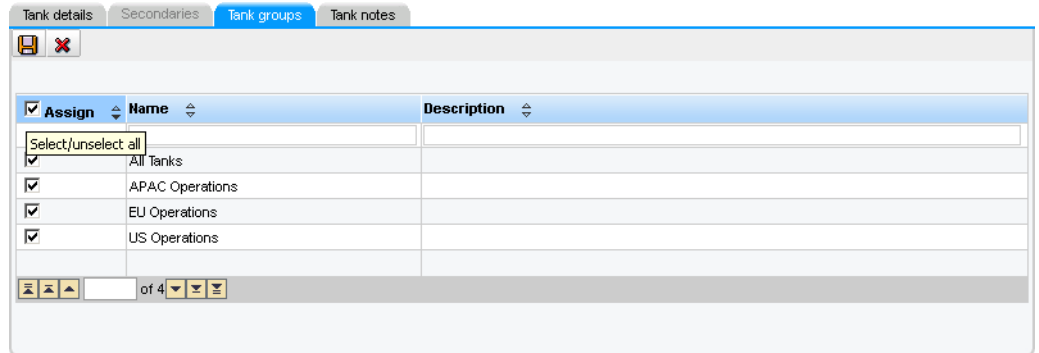 Tank details Secondaries Tank groups Tank notes
Assign Name Description
Select/unselect all
All Tanks
APAC Operations
EU Operations
US Operations
of 4